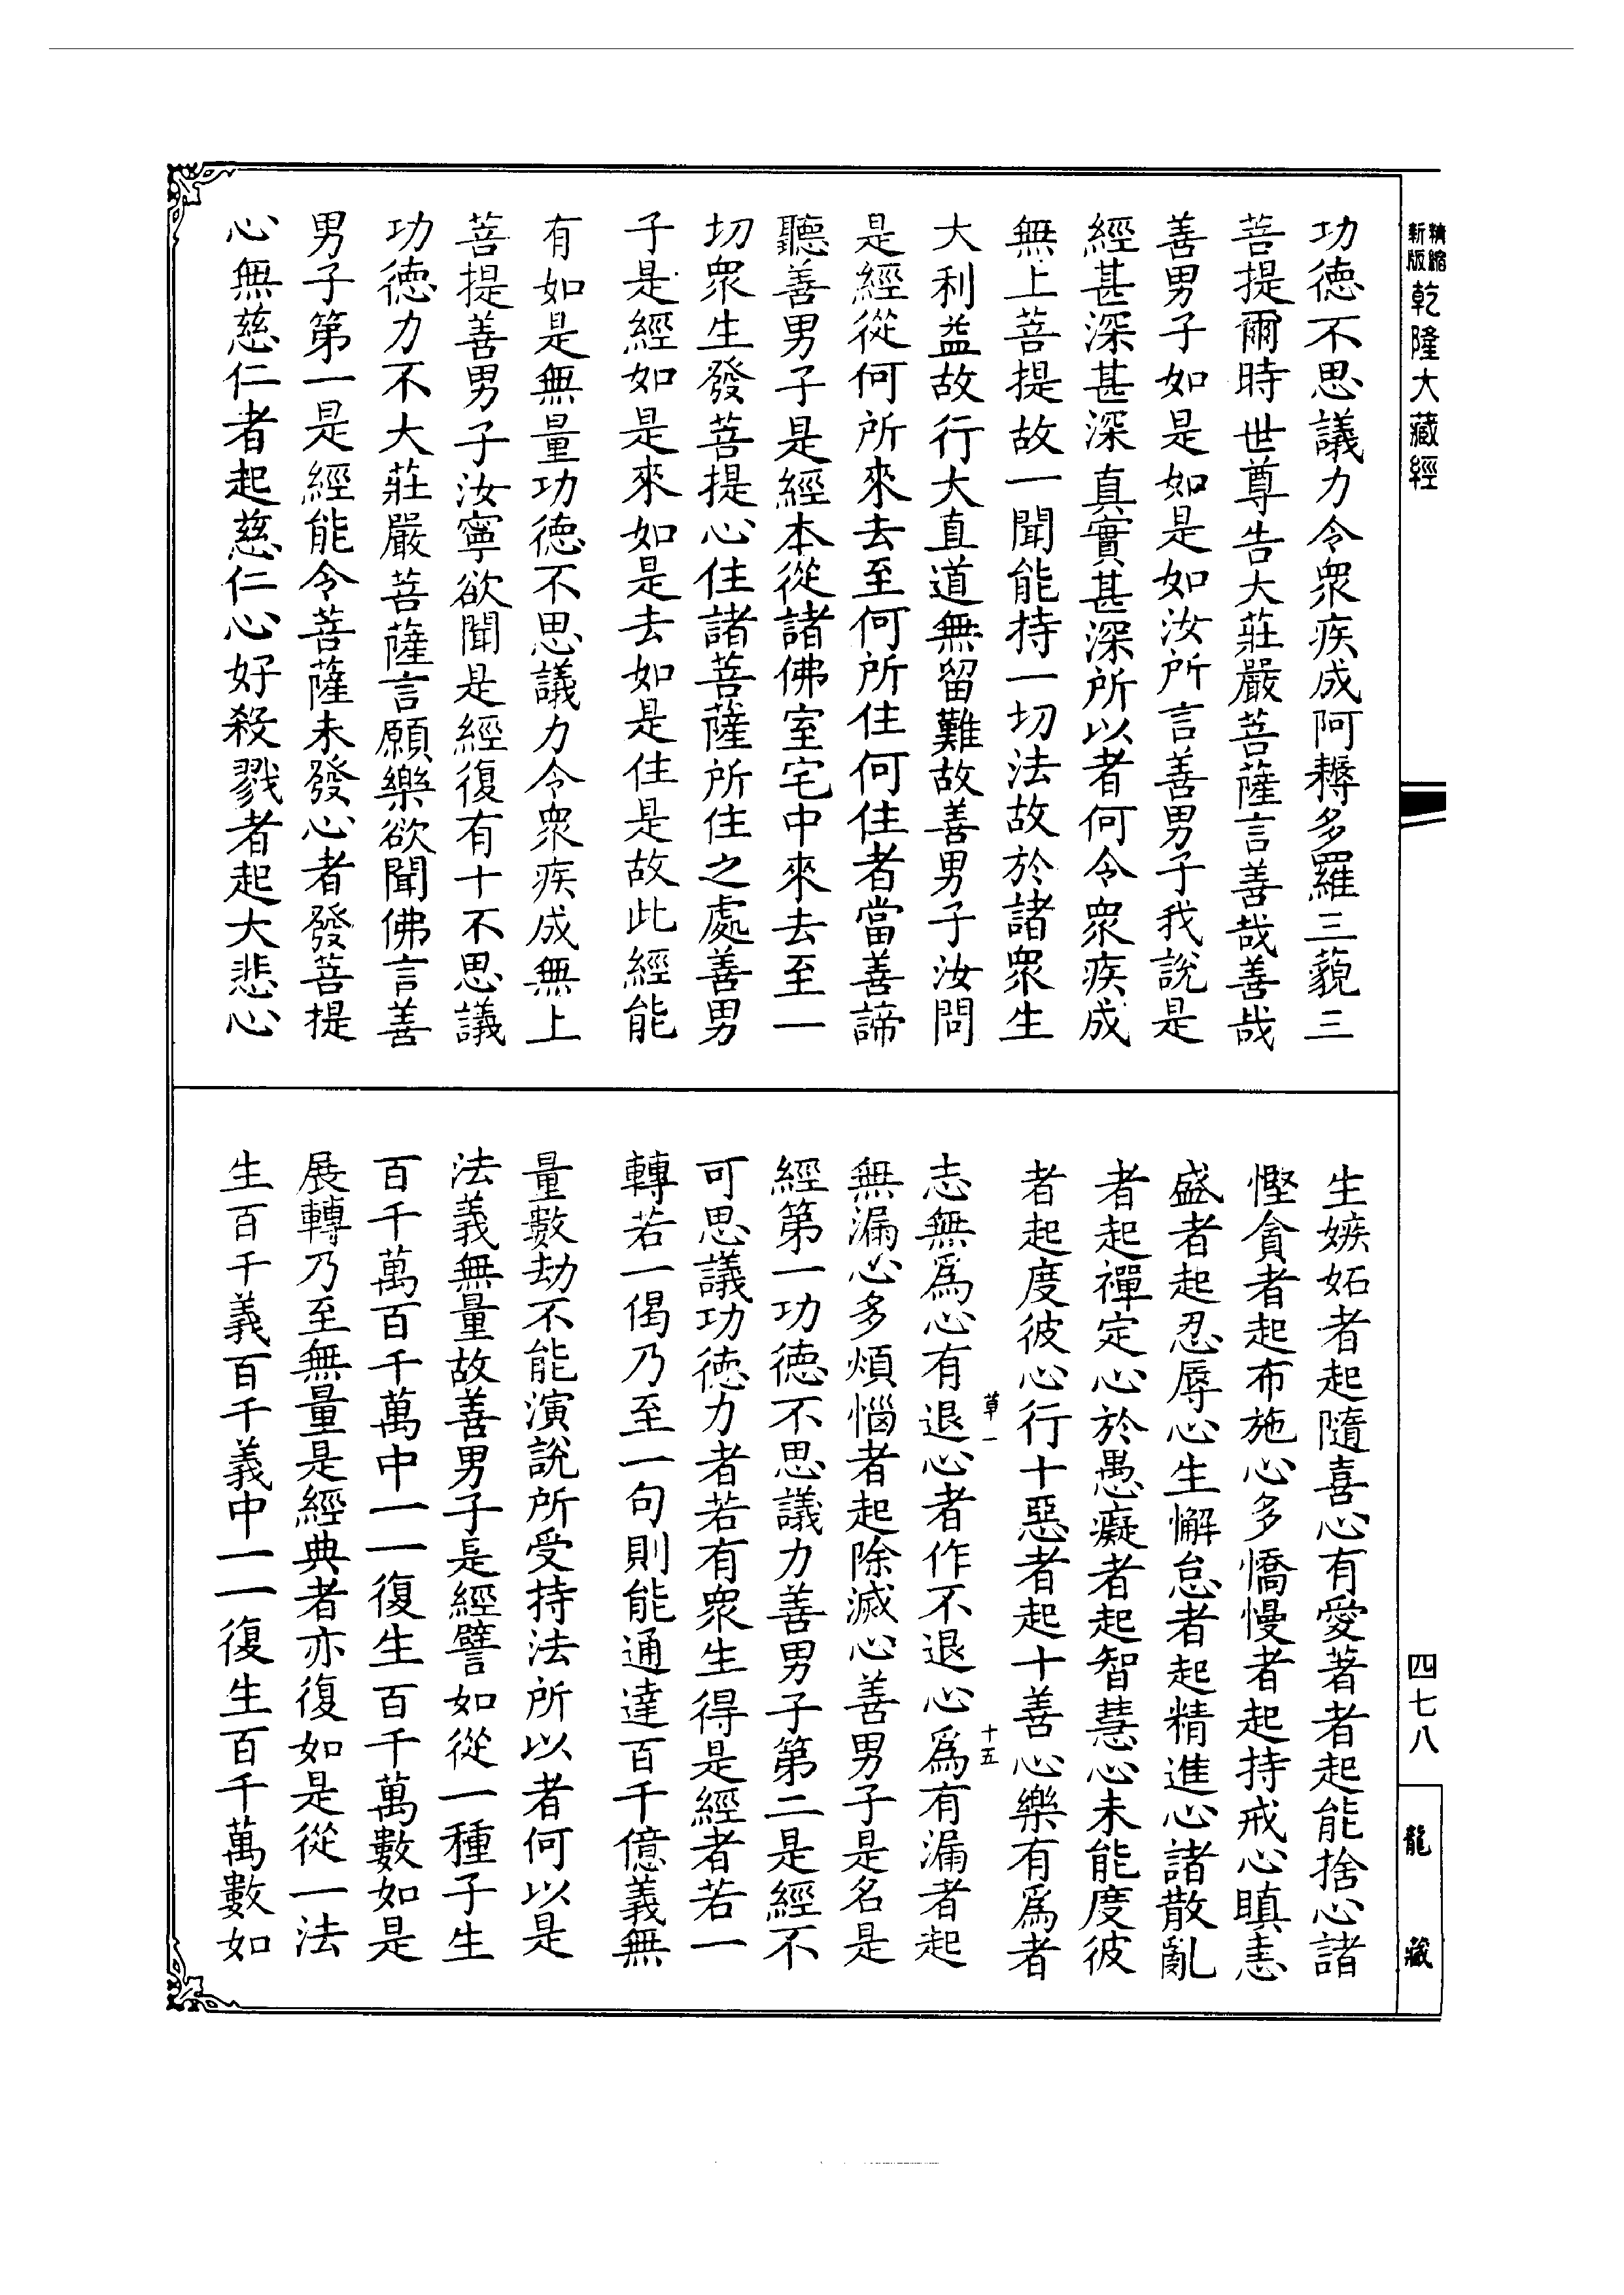 精縮
新版
乾隆大藏經
四七八
龍藏
功德不思議力令衆疾成阿耨多羅三藐三
菩提爾時世尊告大莊嚴菩薩言善哉善哉
善男子如是如是如汝所言善男子我說是
經甚深甚深真實甚深所以者何令衆疾成
無上菩提故一聞能持一切法故於諸衆生
大利益故行大直道無留難故善男子汝問
是經從何所來去至何所住何住者當善諦
聽善男子是經本從諸佛室宅中來去至一
切衆生發菩提心住諸菩薩所住之處善男
子是經如是來如是去如是住是故此經能
有如是無量功德不思議力令衆疾成無上
菩提善男子汝寧欲聞是經復有十不思議
功德力不大莊嚴菩薩言願樂欲聞佛言善
男子第一是經能令菩薩未發心者發菩提
心無慈仁者起慈仁心好殺戮者起大悲心
生嫉妬者起隨喜心有愛著者起能捨心諸
慳貪者起布施心多憍慢者起持戒心瞋恚
盛者起忍辱心生懈怠者起精進心諸散亂
者起禪定心於愚癡者起智慧心未能度彼
者起度彼心行十惡者起十善心樂有爲者
草一
十五
志無爲心有退心者作不退心爲有漏者起
無漏心多煩惱者起除滅心善男子是名是
經第一功德不思議力善男子第二是經不
可思議功德力者若有衆生得是經者若一
轉若一偈乃至一句則能通達百千億義無
量數劫不能演說所受持法所以者何以是
法義無量故善男子是經譬如從一種子生
百千萬百千萬中一一復生百千萬數如是
展轉乃至無量是經典者亦復如是從一法
生百千義百千義中一一復生百千萬數如